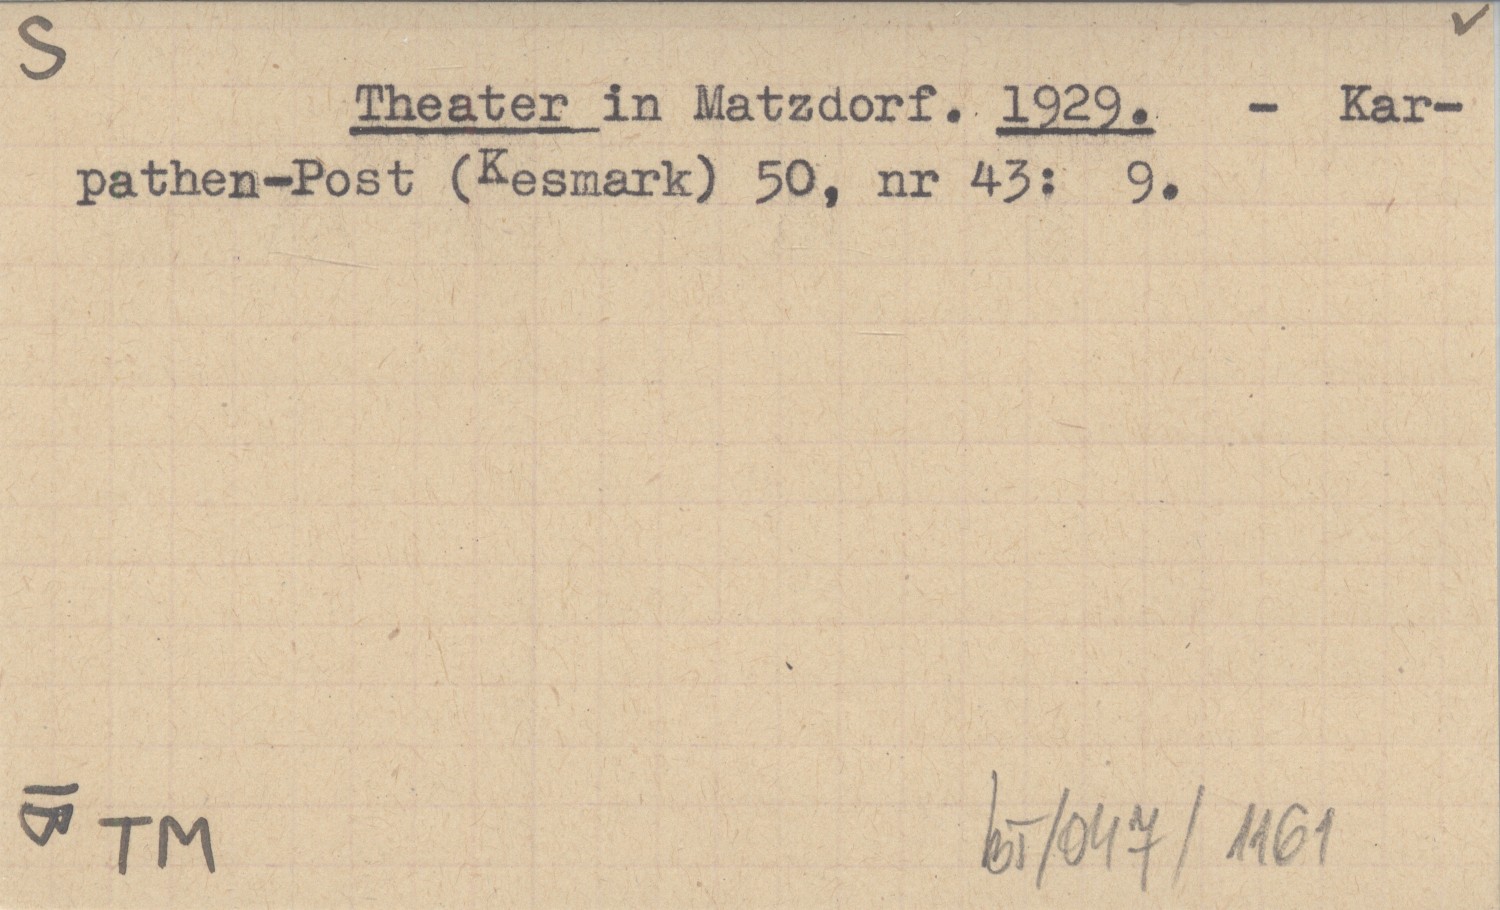 S ✓
Theater in Matzdorf. 1929. - Kar-
pathen-Post (Kesmark) 50, nr 43: 9.
TM
bI/047/ 1161